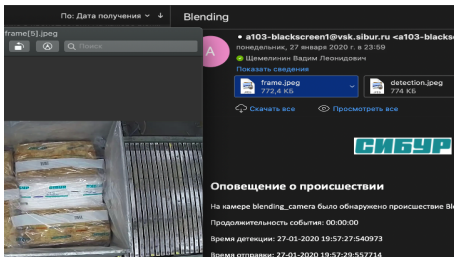 По: Дата получения
Blending
frame[5].jpeg
Поиск
A
a103-blackscreen1@vsk.sibur.ru <a103-blacks
понедельник, 27 января 2020 г. в 23:59
Щемелинин Вадим Леонидович
Показать сведения
frame.jpeg
772,4 КБ
detection.jpeg
774 КБ
Скачать все
Просмотреть все
СИБУР
СИБУР
Оповещение о происшествии
На камере blending_camera было обнаружено происшествие Ble
Продолжительность события: 00:00:00
Время детекции: 27-01-2020 19:57:27:540973
Время отправки: 27-01-2020 19:57:29:557714